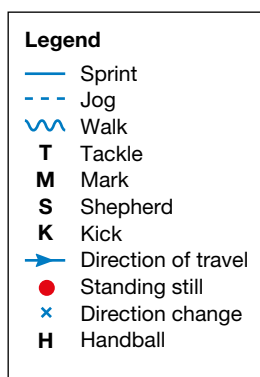 Legend
Sprint
Jog
Walk
T Tackle
M Mark
S Shepherd
K Kick
Direction of travel
Standing still
× Direction change
H Handball